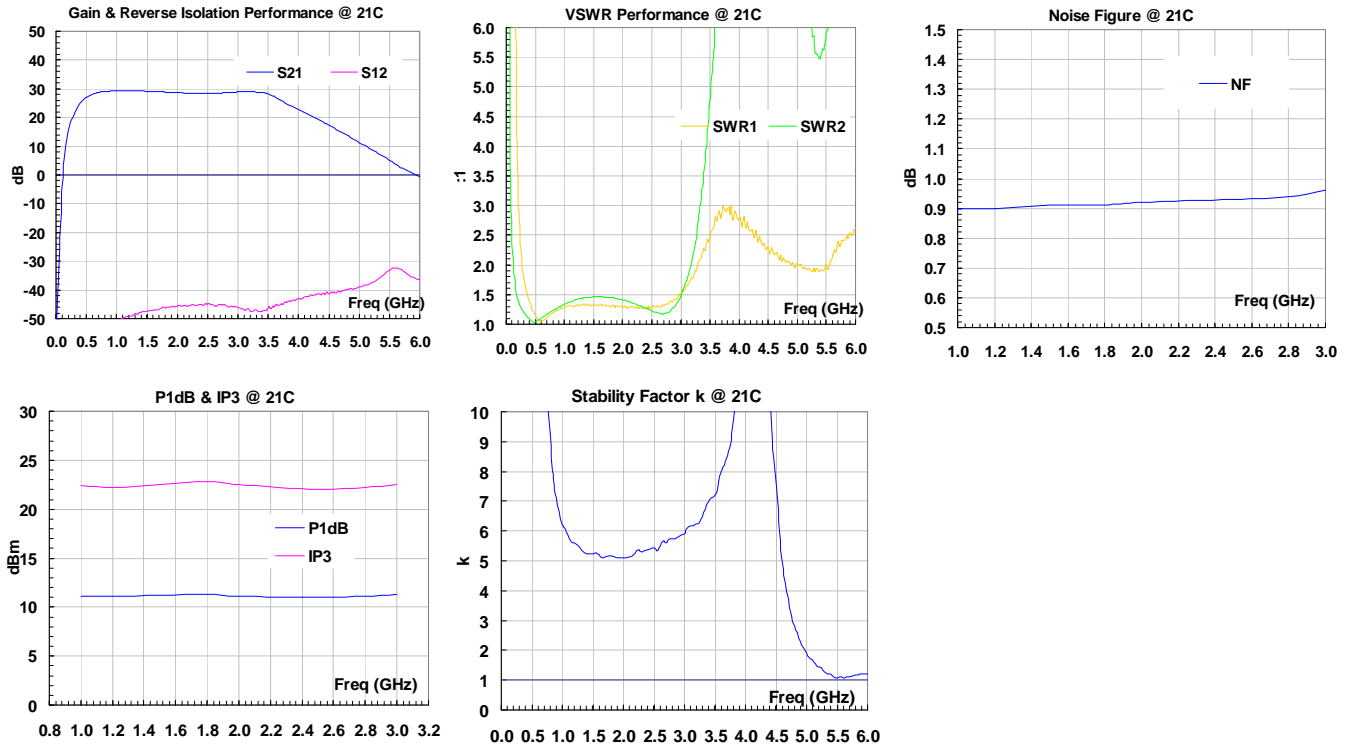 Gain & Reverse Isolation Performance @ 21C
50
40
30
20
10
0
-10
-20
-30
-40
-50
dB
S21 S12
Freq (GHz)
0.0 0.5 1.0 1.5 2.0 2.5 3.0 3.5 4.0 4.5 5.0 5.5 6.0
VSWR Performance @ 21C
6.0
5.5
5.0
4.5
4.0
3.5
3.0
2.5
2.0
1.5
1.0
:1
SWR1 SWR2
Freq (GHz)
0.0 0.5 1.0 1.5 2.0 2.5 3.0 3.5 4.0 4.5 5.0 5.5 6.0
Noise Figure @ 21C
1.5
1.4
1.3
1.2
1.1
1.0
0.9
0.8
0.7
0.6
0.5
dB
NF
Freq (GHz)
1.0 1.2 1.4 1.6 1.8 2.0 2.2 2.4 2.6 2.8 3.0
P1dB & IP3 @ 21C
30
25
20
15
10
5
0
dBm
P1dB
IP3
Freq (GHz)
0.8 1.0 1.2 1.4 1.6 1.8 2.0 2.2 2.4 2.6 2.8 3.0 3.2
Stability Factor k @ 21C
10
9
8
7
6
5
4
3
2
1
0
k
Freq (GHz)
0.0 0.5 1.0 1.5 2.0 2.5 3.0 3.5 4.0 4.5 5.0 5.5 6.0